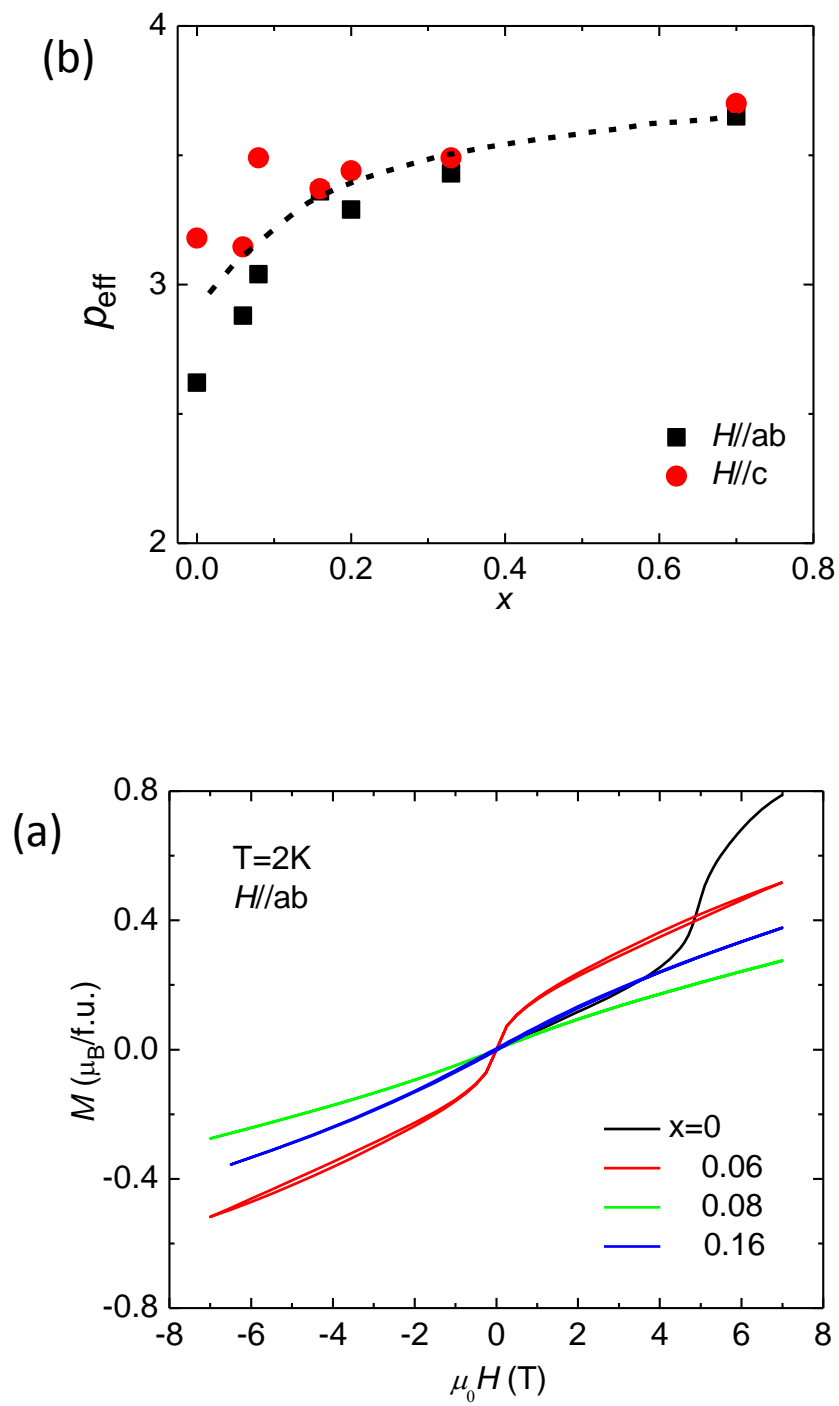 (b)
4
3
2
p_eff
0.0 0.2 0.4 0.6 0.8
x
H//ab
H//c
(a)
T=2K
H//ab
0.8
0.4
0.0
-0.4
-0.8
M (μ_B/f.u.)
x=0
0.06
0.08
0.16
-8 -6 -4 -2 0 2 4 6 8
μ₀H (T)